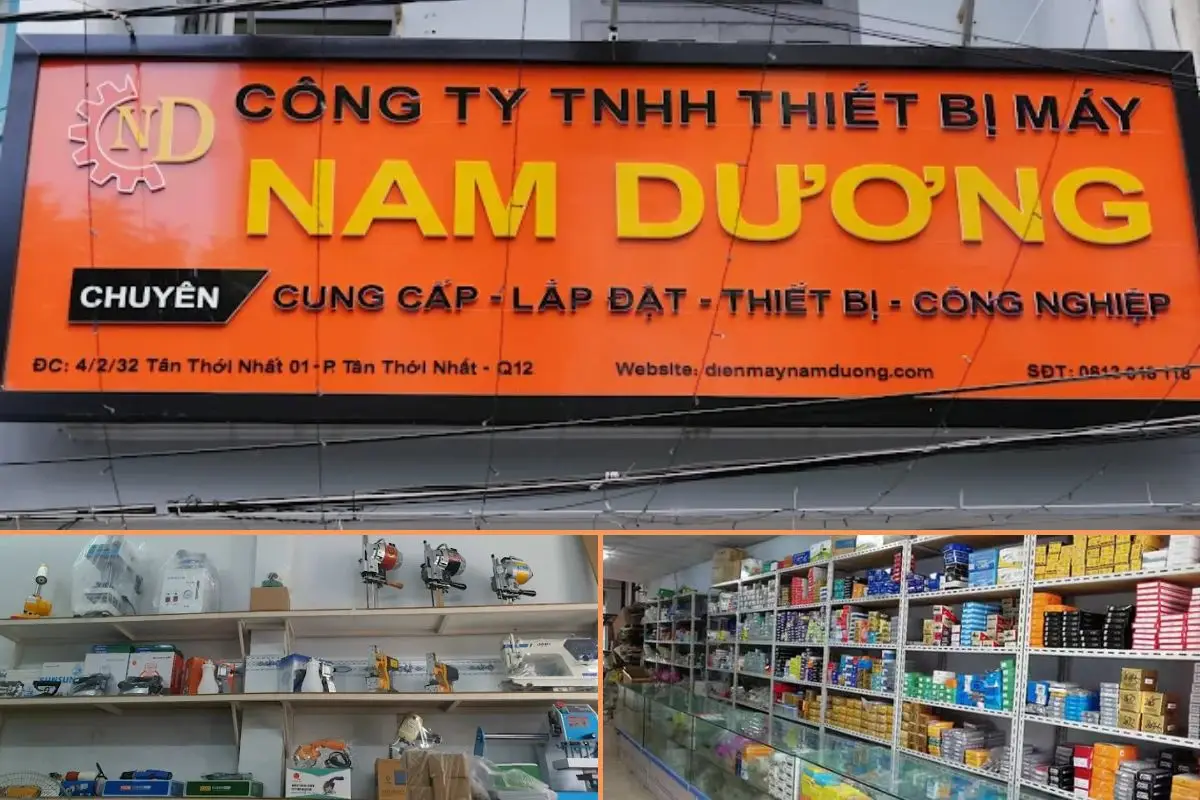 ND
CÔNG TY TNHH THIẾT BỊ MÁY
NAM DƯƠNG
CHUYÊN
CUNG CẤP - LẮP ĐẶT - THIẾT BỊ - CÔNG NGHIỆP
ĐC: 4/2/32 Tân Thới Nhất 01 - P. Tân Thới Nhất - Q12
Website: dienmaynamduong.com
SĐT: